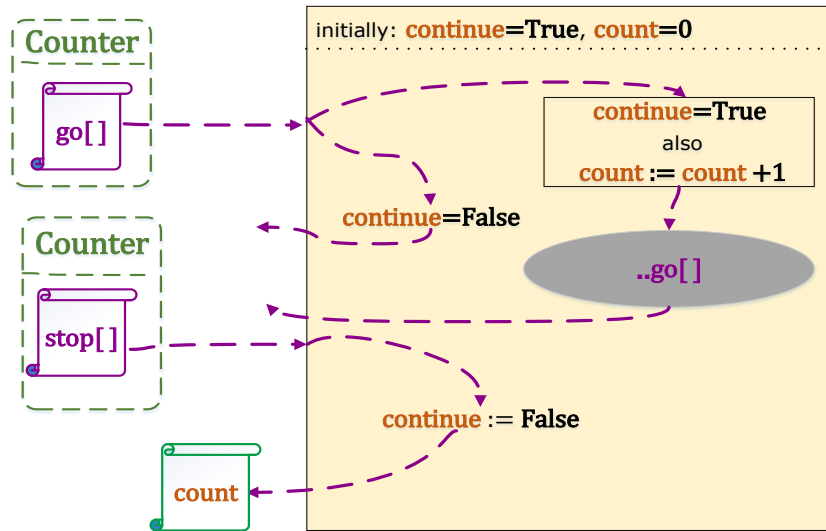 Counter
go[ ]
initially: continue=True, count=0
continue=True
also
count := count +1
continue=False
..go[ ]
Counter
stop[ ]
continue := False
count